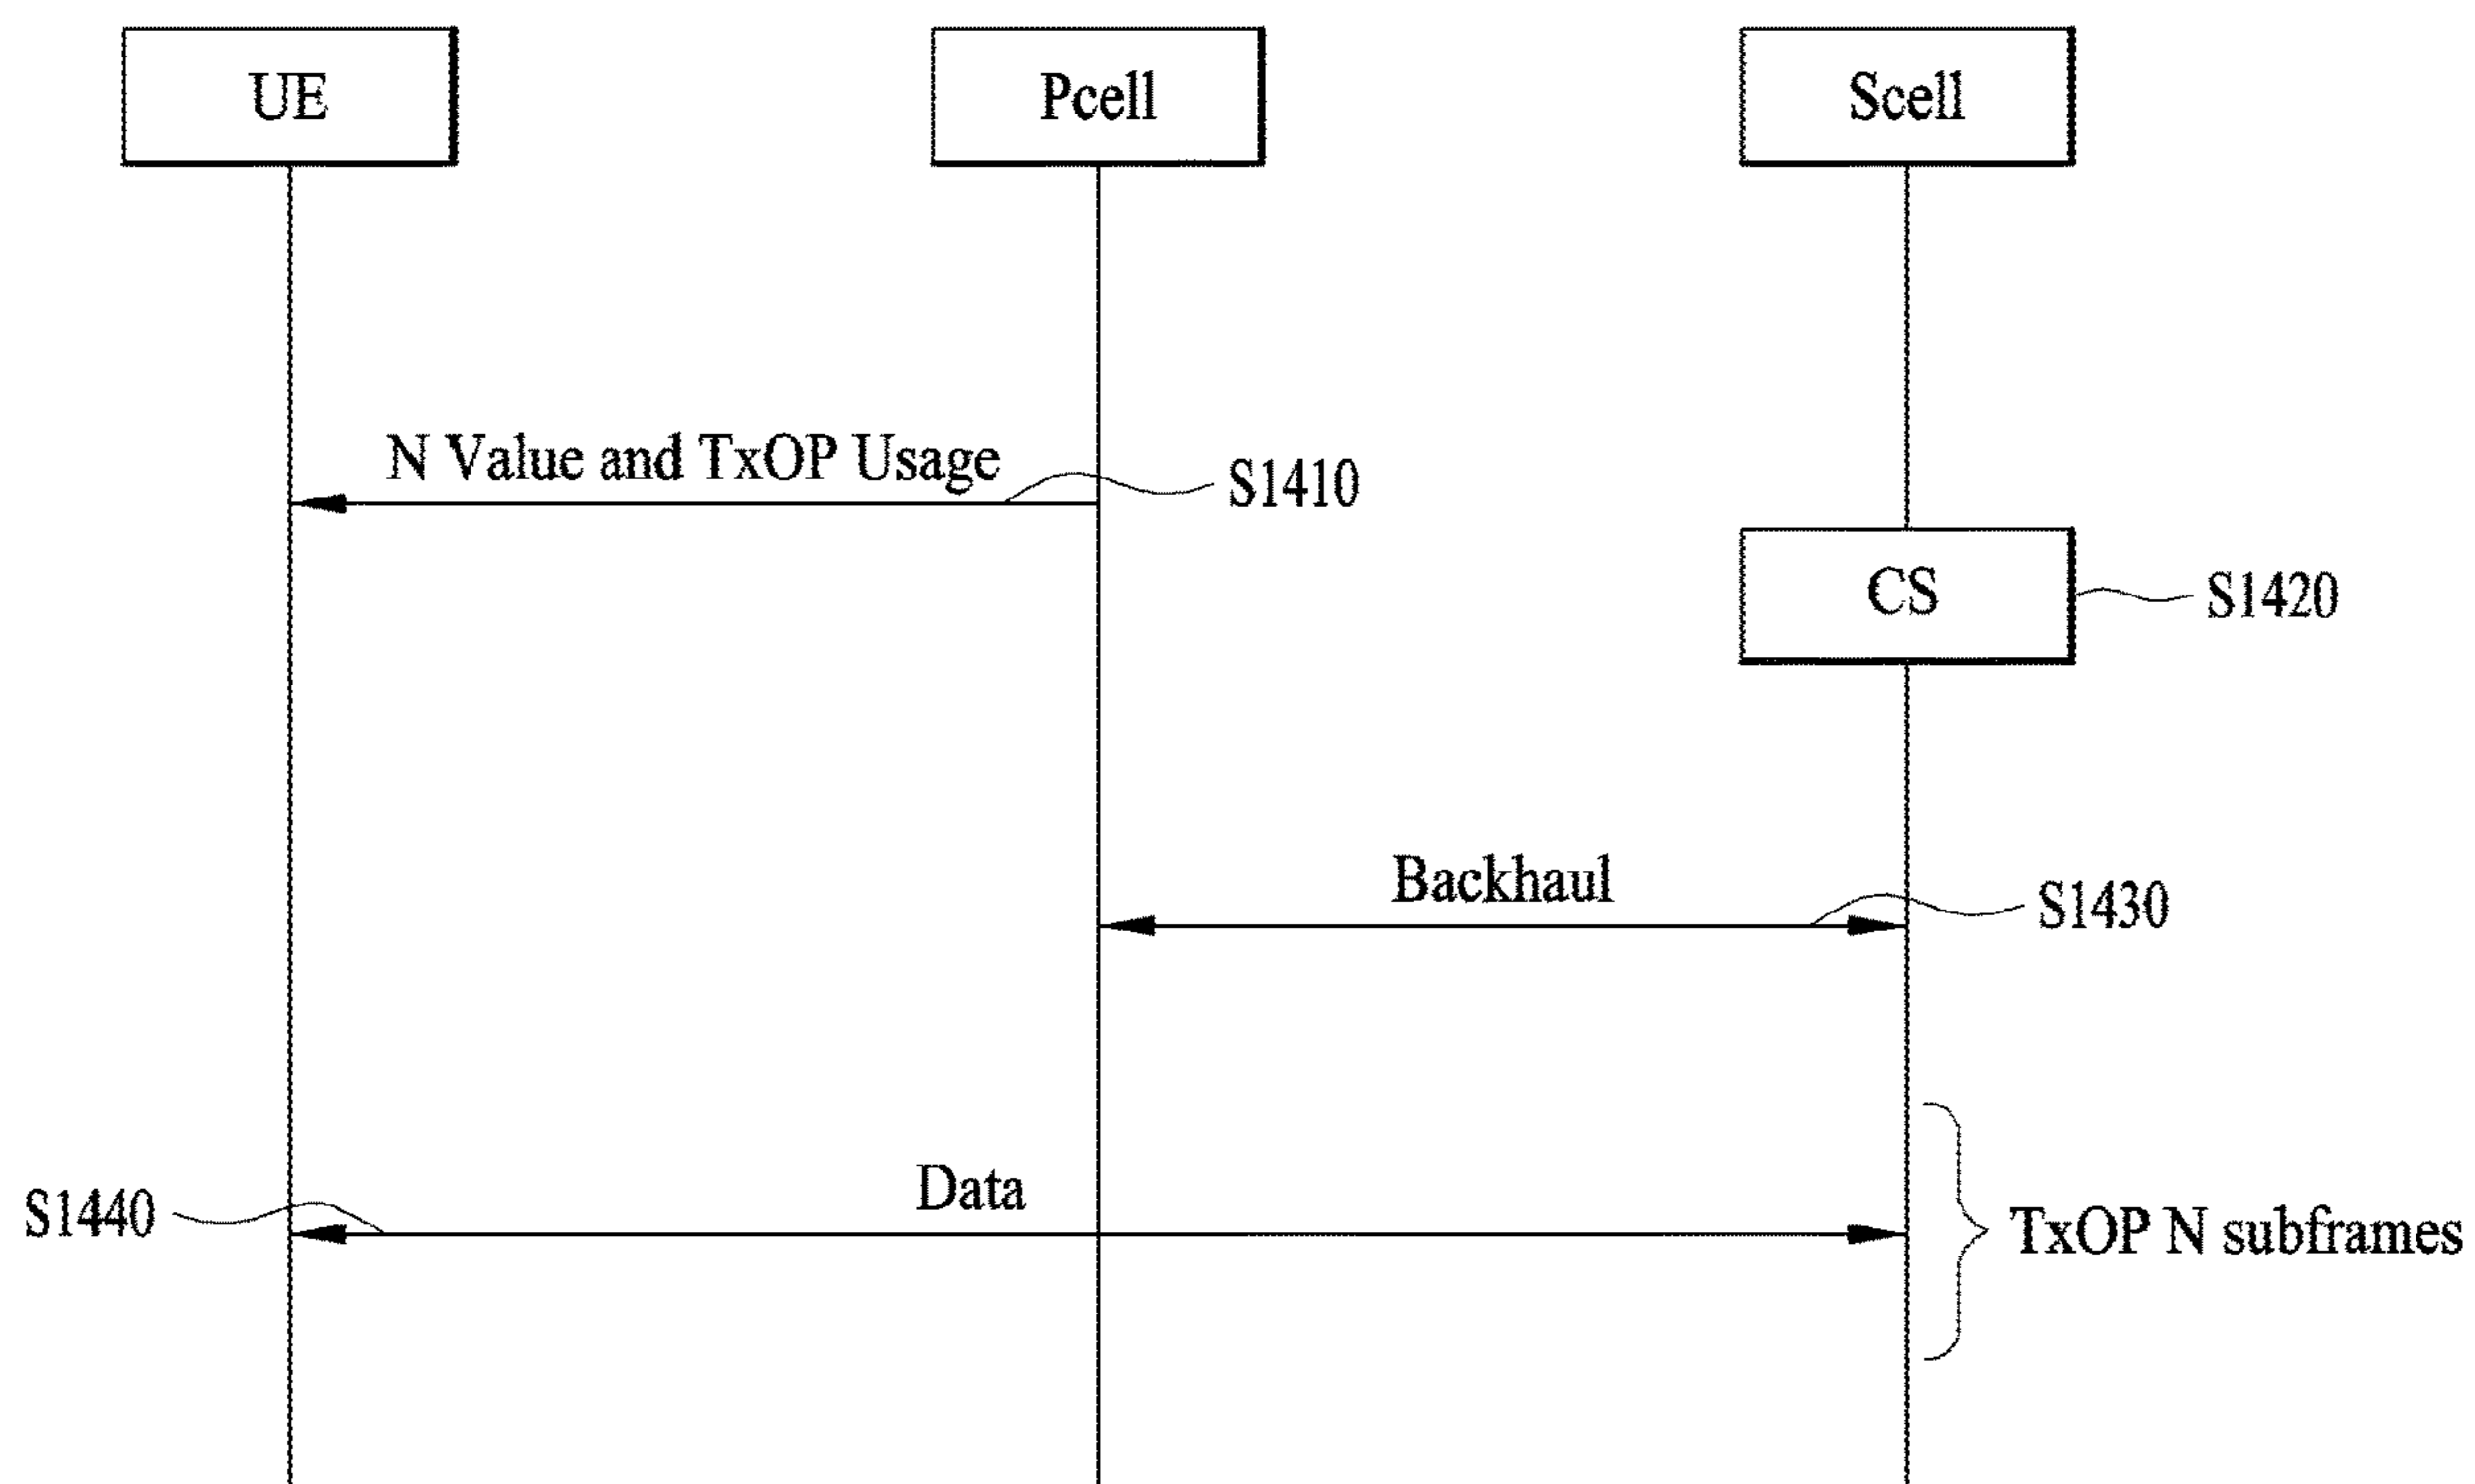 UE
Pcell
Scell
N Value and TxOP Usage
S1410
CS
S1420
Backhaul
S1430
Data
S1440
TxOP N subframes